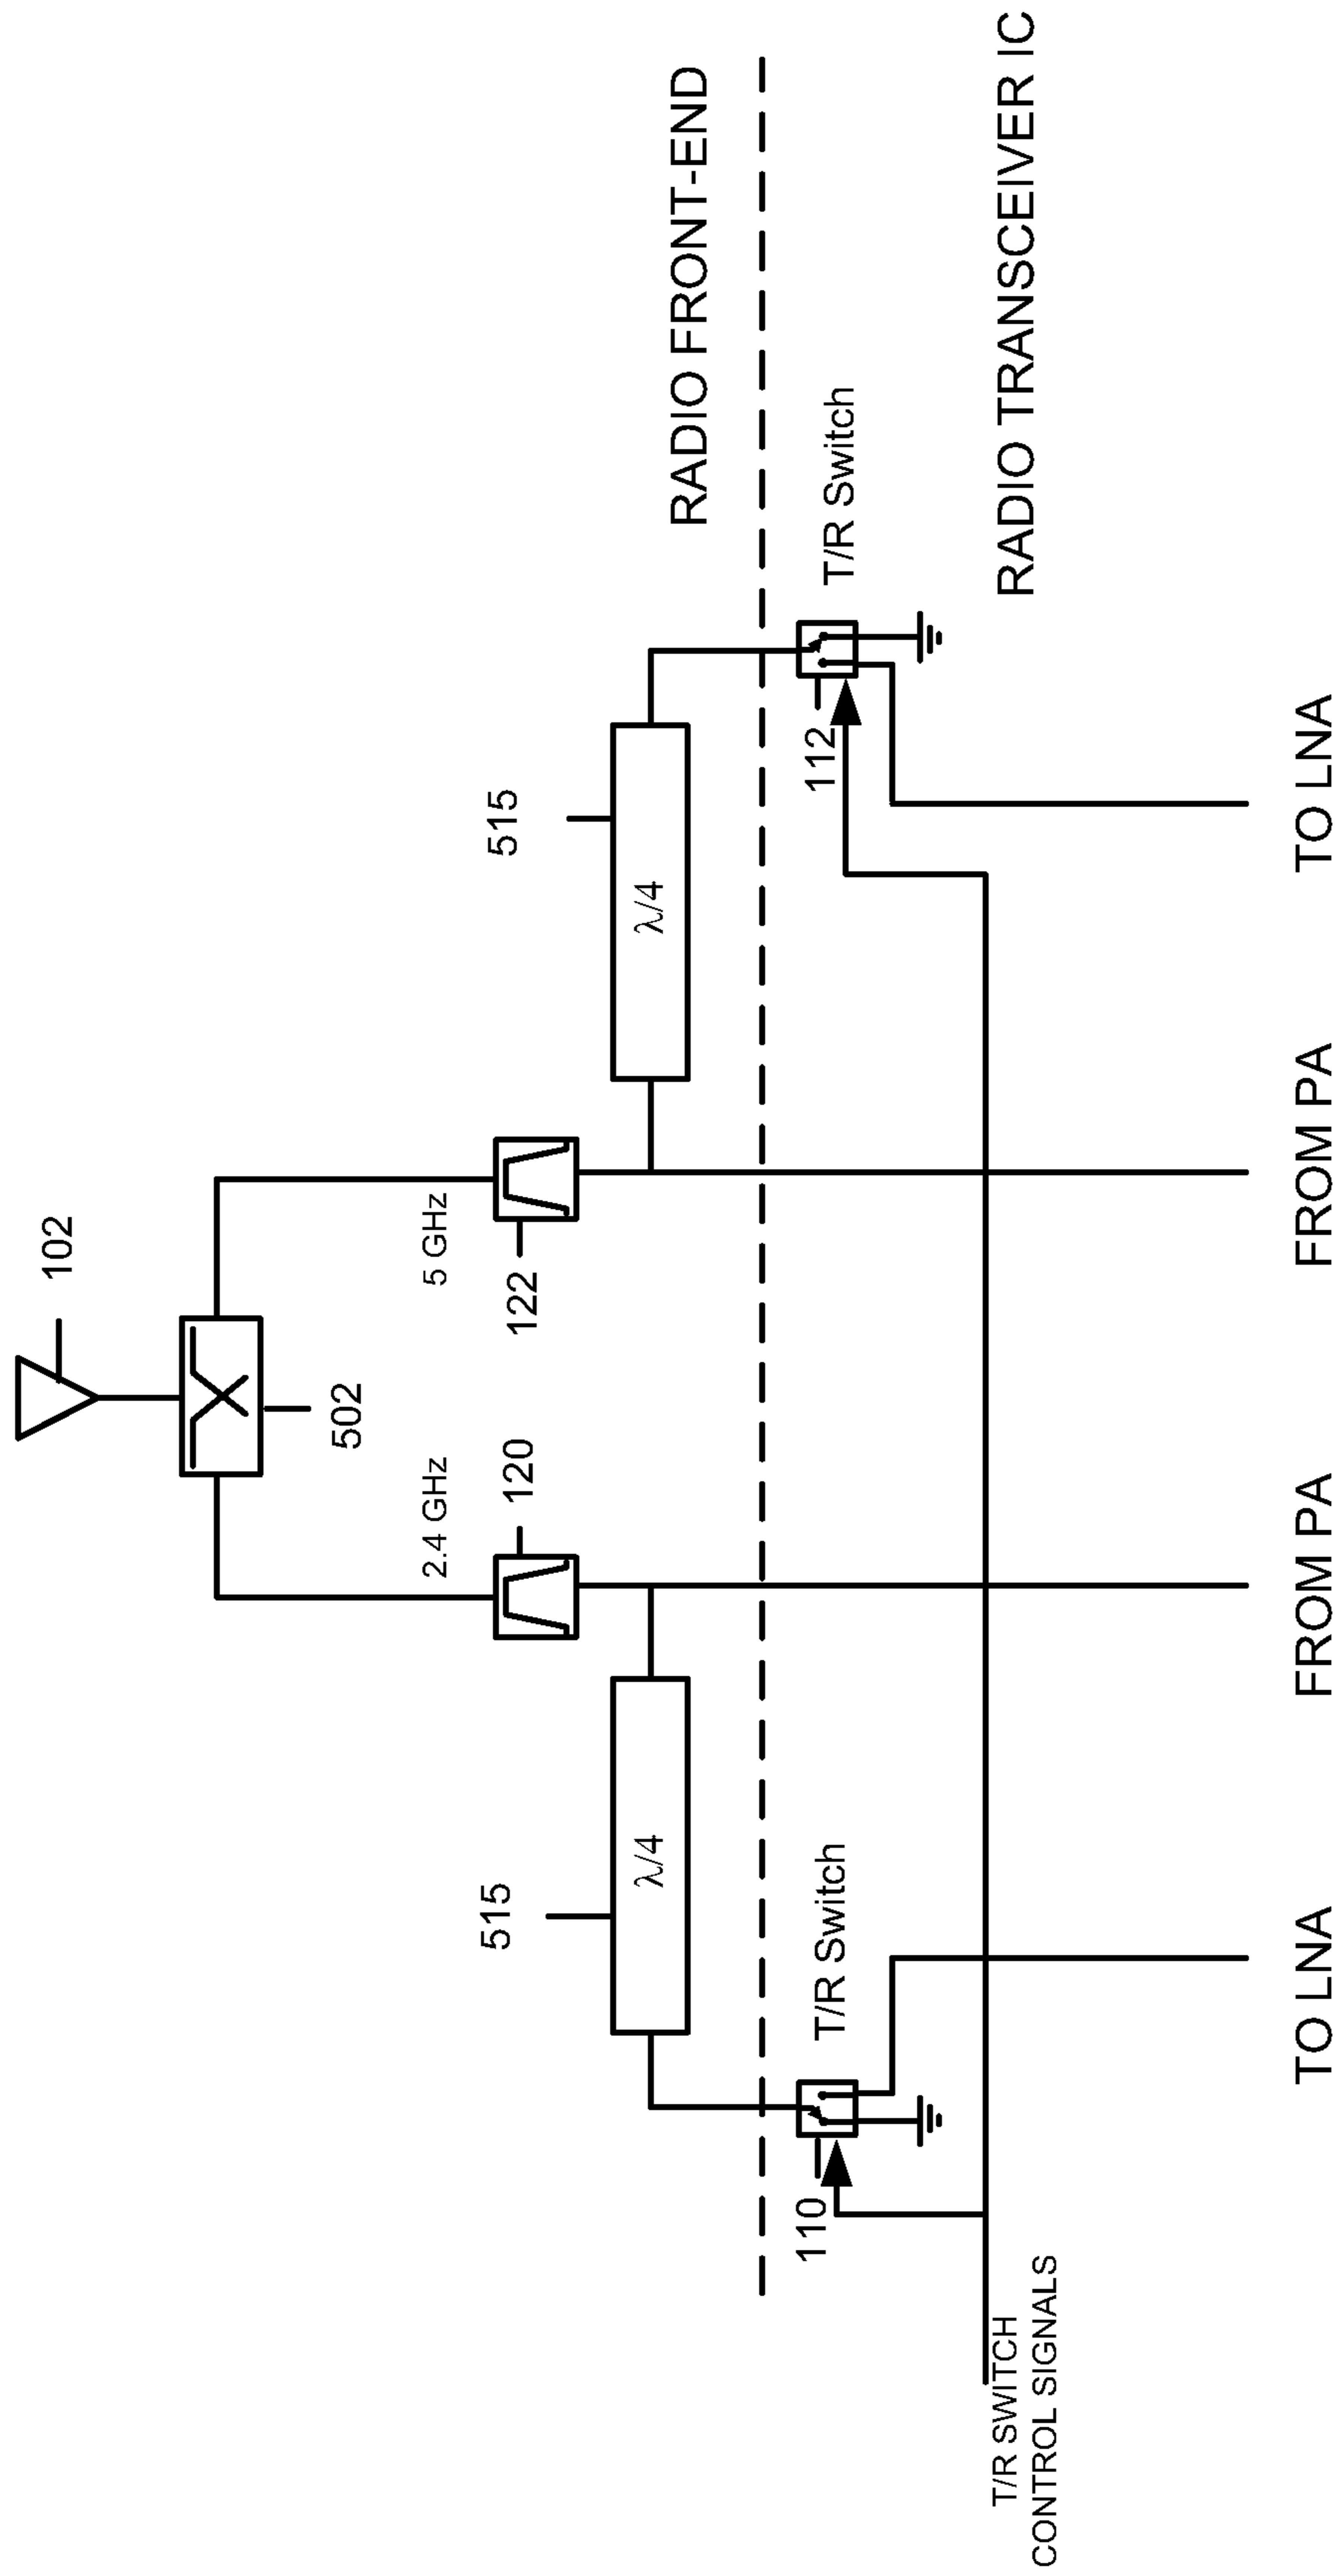 102
502
2.4 GHz
5 GHz
120
122
515
515
λ/4
λ/4
RADIO FRONT-END
110
T/R Switch
112
T/R Switch
T/R SWITCH
CONTROL SIGNALS
RADIO TRANSCEIVER IC
TO LNA
FROM PA
FROM PA
TO LNA